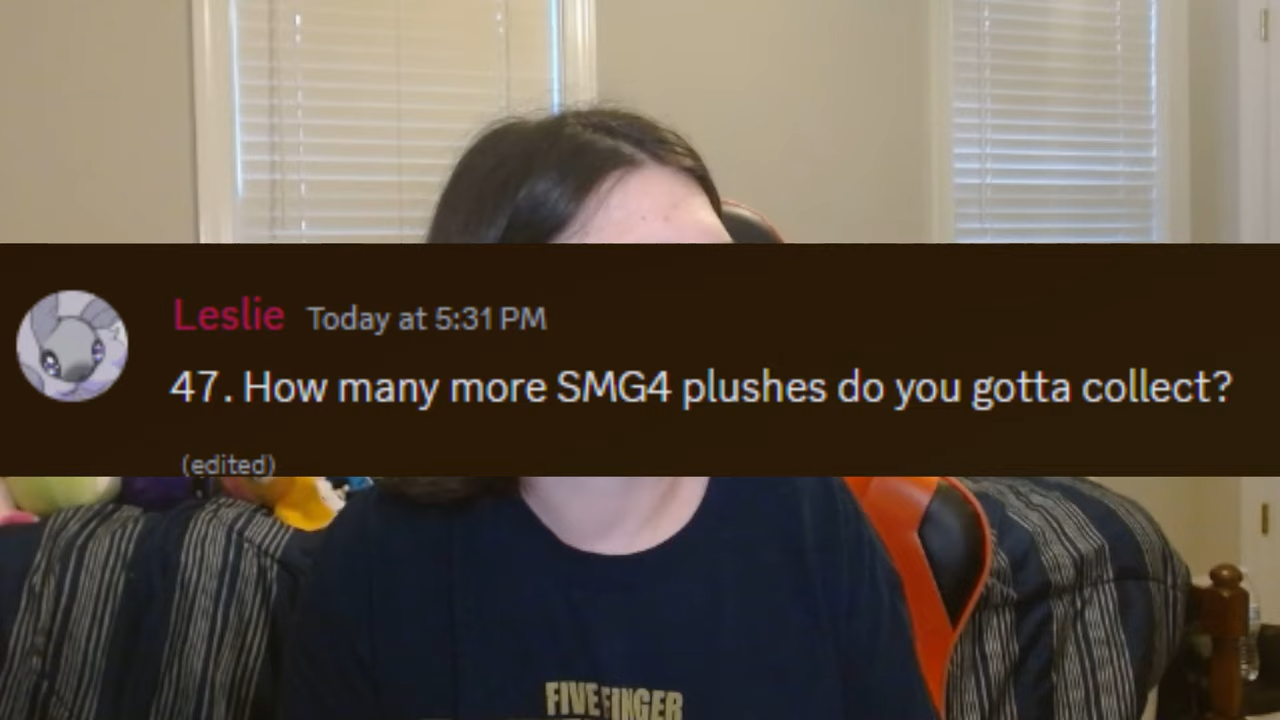 Leslie Today at 5:31 PM
47. How many more SMG4 plushes do you gotta collect?
(edited)
FIVE FINGER